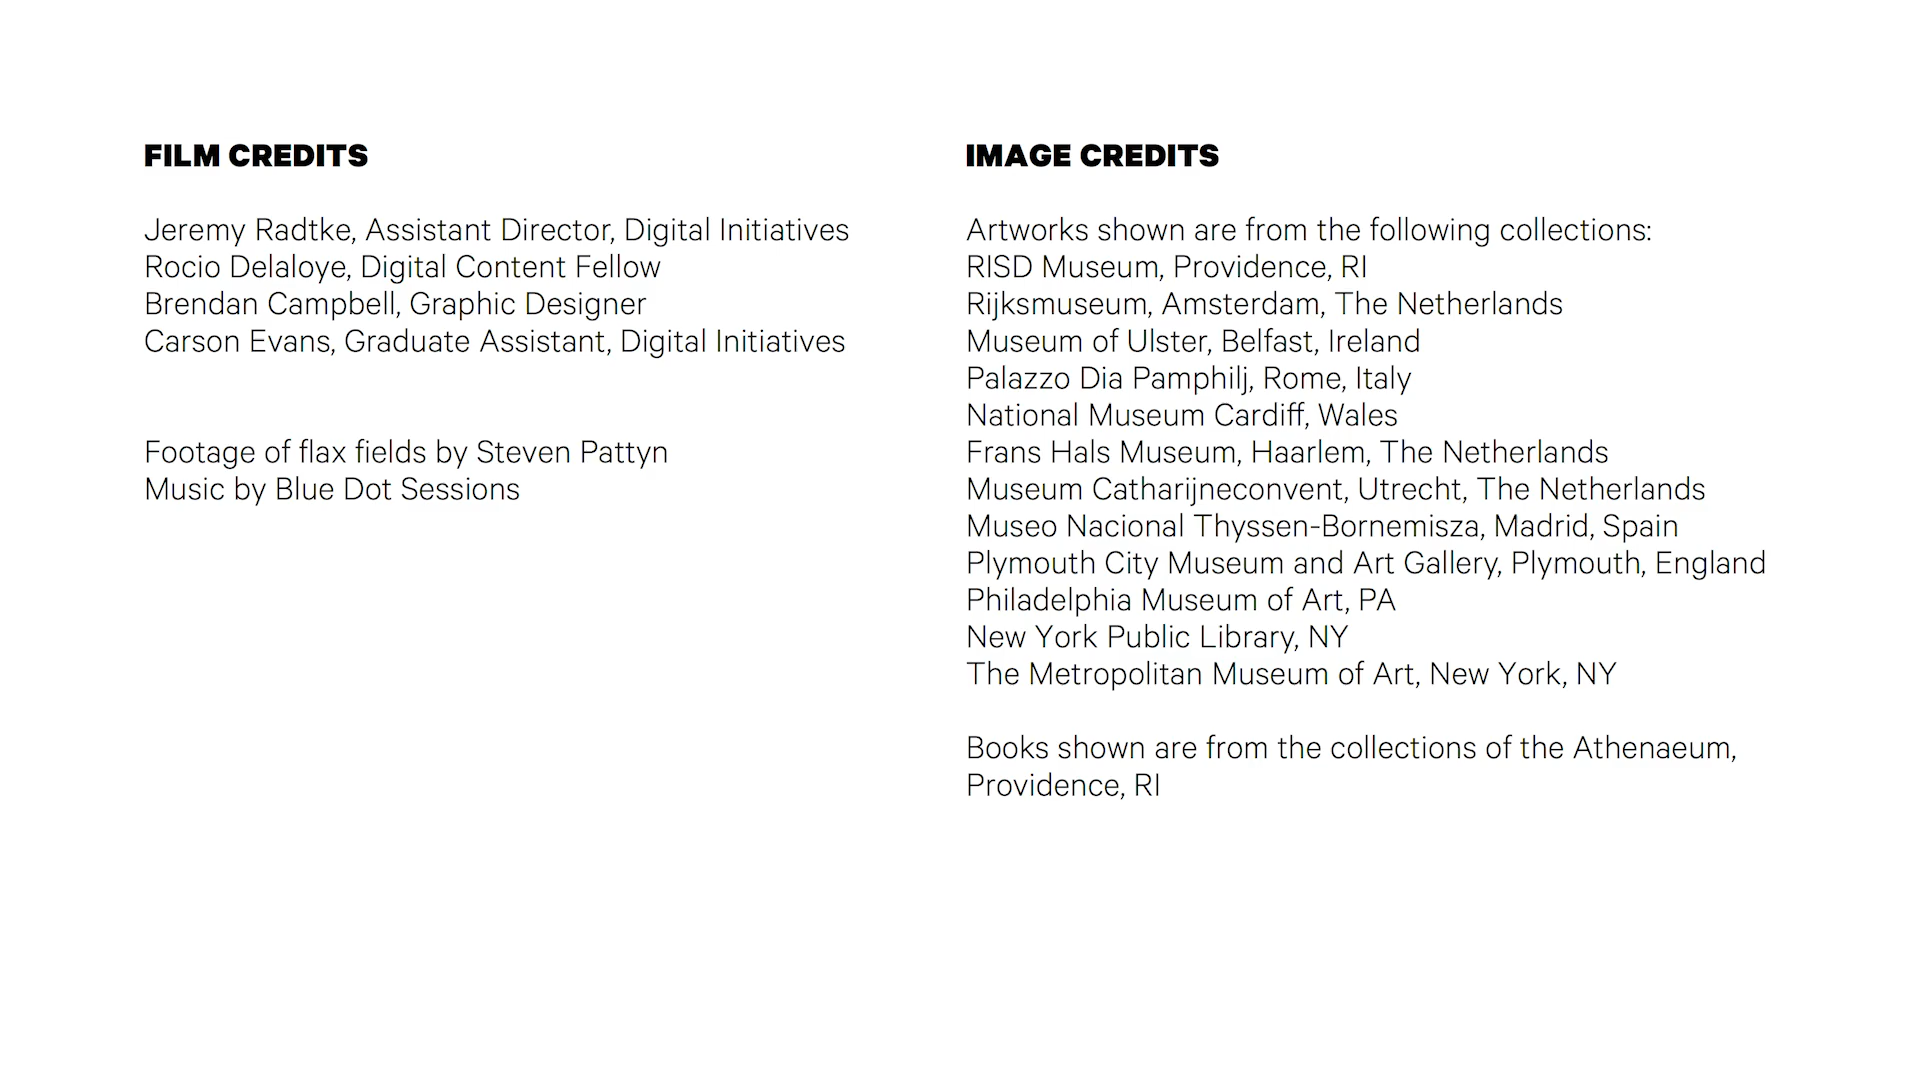 FILM CREDITS
Jeremy Radtke, Assistant Director, Digital Initiatives
Rocio Delaloye, Digital Content Fellow
Brendan Campbell, Graphic Designer
Carson Evans, Graduate Assistant, Digital Initiatives
Footage of flax fields by Steven Pattyn
Music by Blue Dot Sessions
IMAGE CREDITS
Artworks shown are from the following collections:
RISD Museum, Providence, RI
Rijksmuseum, Amsterdam, The Netherlands
Museum of Ulster, Belfast, Ireland
Palazzo Dia Pamphilj, Rome, Italy
National Museum Cardiff, Wales
Frans Hals Museum, Haarlem, The Netherlands
Museum Catharijneconvent, Utrecht, The Netherlands
Museo Nacional Thyssen-Bornemisza, Madrid, Spain
Plymouth City Museum and Art Gallery, Plymouth, England
Philadelphia Museum of Art, PA
New York Public Library, NY
The Metropolitan Museum of Art, New York, NY
Books shown are from the collections of the Athenaeum,
Providence, RI